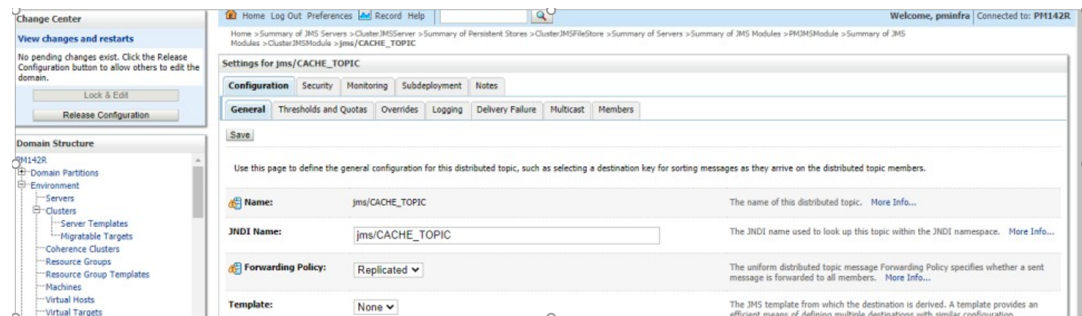 Change Center
View changes and restarts
No pending changes exist. Click the Release
Configuration button to allow others to edit the
domain.
Lock & Edit
Release Configuration
Domain Structure
PM142R
Domain Partitions
Environment
Servers
Clusters
Server Templates
Migratable Targets
Coherence Clusters
Resource Groups
Resource Group Templates
Machines
Virtual Hosts
Virtual Targets
Home Log Out Preferences Record Help
Welcome, pminfra Connected to: PM142R
Home >Summary of JMS Servers >ClusterJMSServer >Summary of Persistent Stores >ClusterJMSFileStore >Summary of Servers >Summary of JMS Modules >PMJMSModule >Summary of JMS
Modules >ClusterJMSModule >jms/CACHE_TOPIC
Settings for jms/CACHE_TOPIC
Configuration Security Monitoring Subdeployment Notes
General Thresholds and Quotas Overrides Logging Delivery Failure Multicast Members
Save
Use this page to define the general configuration for this distributed topic, such as selecting a destination key for sorting messages as they arrive on the distributed topic members.
Name: jms/CACHE_TOPIC The name of this distributed topic. More Info...
JNDI Name: jms/CACHE_TOPIC The JNDI name used to look up this topic within the JNDI namespace. More Info...
Forwarding Policy: Replicated The uniform distributed topic message Forwarding Policy specifies whether a sent
message is forwarded to all members. More Info...
Template: None The JMS template from which the destination is derived. A template provides an
efficient means of defining multiple destinations with similar configuration